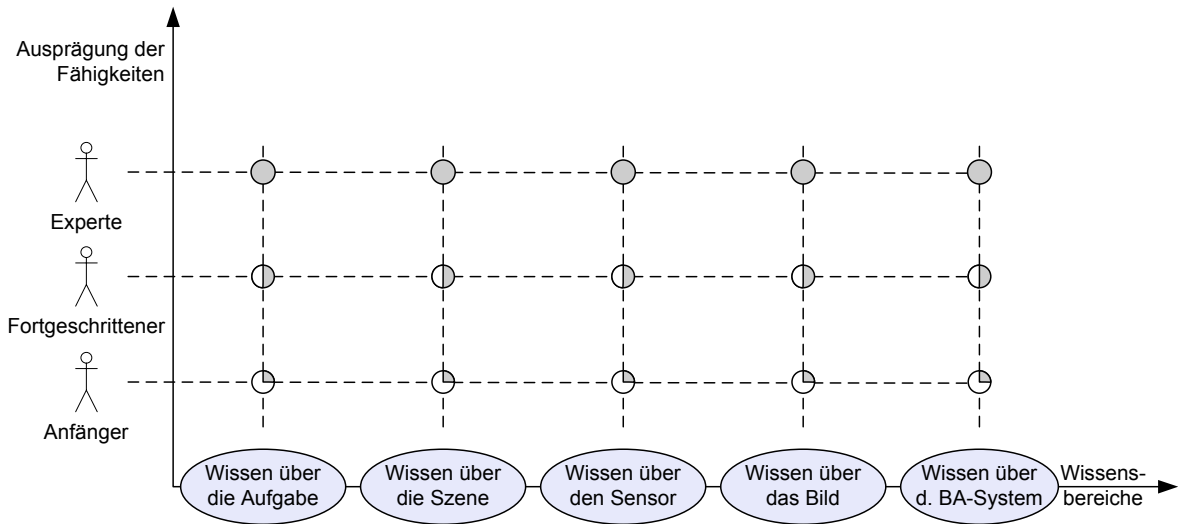 Ausprägung der
Fähigkeiten
Experte
Fortgeschrittener
Anfänger
Wissen über
die Aufgabe
Wissen über
die Szene
Wissen über
den Sensor
Wissen über
das Bild
Wissen über
d. BA-System
Wissens-
bereiche